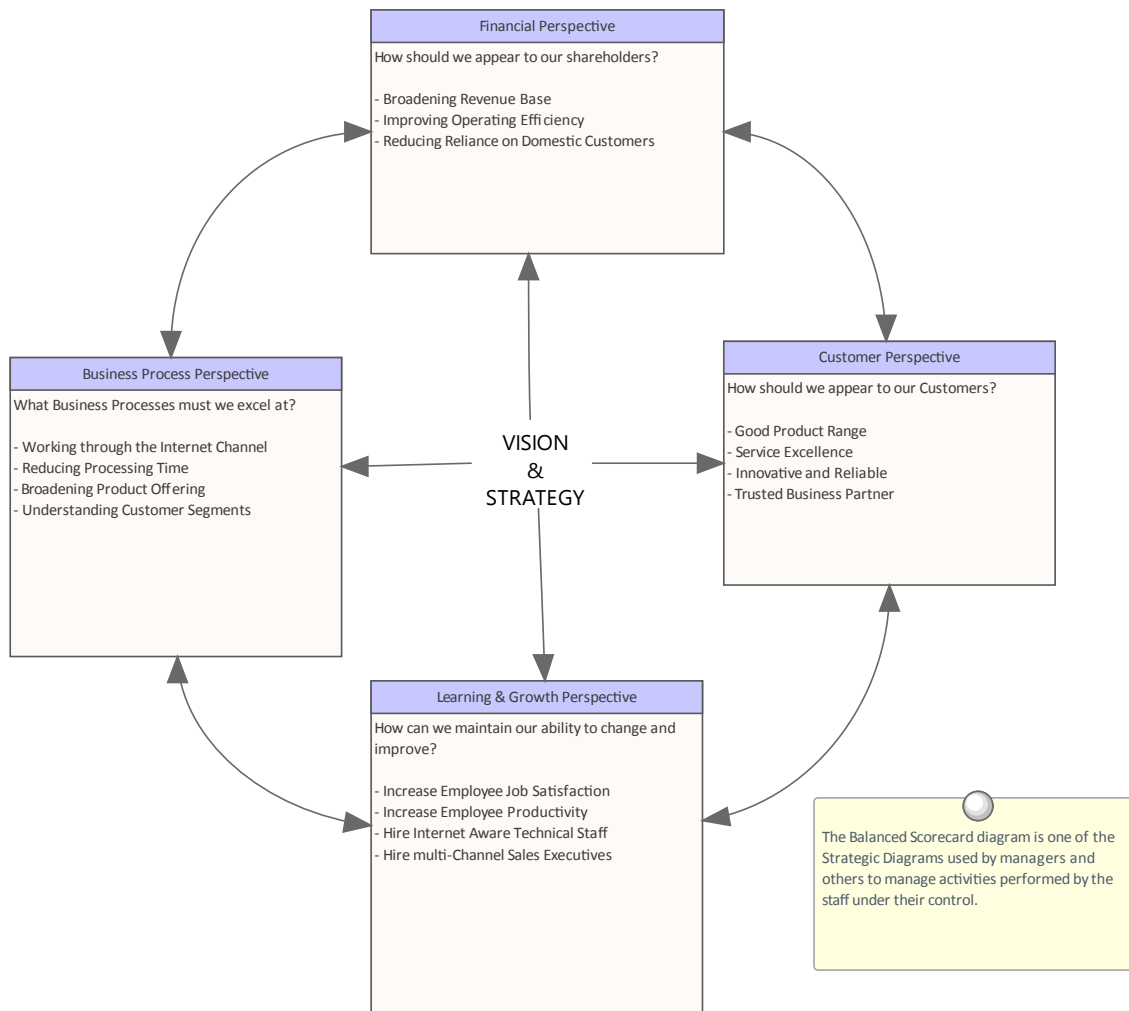 Financial Perspective
How should we appear to our shareholders?
- Broadening Revenue Base
- Improving Operating Efficiency
- Reducing Reliance on Domestic Customers
Business Process Perspective
What Business Processes must we excel at?
- Working through the Internet Channel
- Reducing Processing Time
- Broadening Product Offering
- Understanding Customer Segments
VISION
&
STRATEGY
Customer Perspective
How should we appear to our Customers?
- Good Product Range
- Service Excellence
- Innovative and Reliable
- Trusted Business Partner
Learning & Growth Perspective
How can we maintain our ability to change and
improve?
- Increase Employee Job Satisfaction
- Increase Employee Productivity
- Hire Internet Aware Technical Staff
- Hire multi-Channel Sales Executives
The Balanced Scorecard diagram is one of the
Strategic Diagrams used by managers and
others to manage activities performed by the
staff under their control.